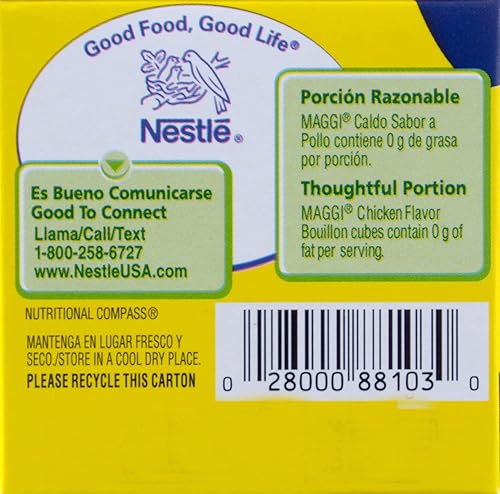 Good Food, Good Life®
Nestlé®
Es Bueno Comunicarse
Good To Connect
Llama/Call/Text
1-800-258-6727
www.NestleUSA.com
Porción Razonable
MAGGI® Caldo Sabor a
Pollo contiene 0 g de grasa
por porción.
Thoughtful Portion
MAGGI® Chicken Flavor
Bouillon cubes contain 0 g of
fat per serving.
NUTRITIONAL COMPASS®
MANTENGA EN LUGAR FRESCO Y
SECO./STORE IN A COOL DRY PLACE.
PLEASE RECYCLE THIS CARTON
0 28000 88103 0